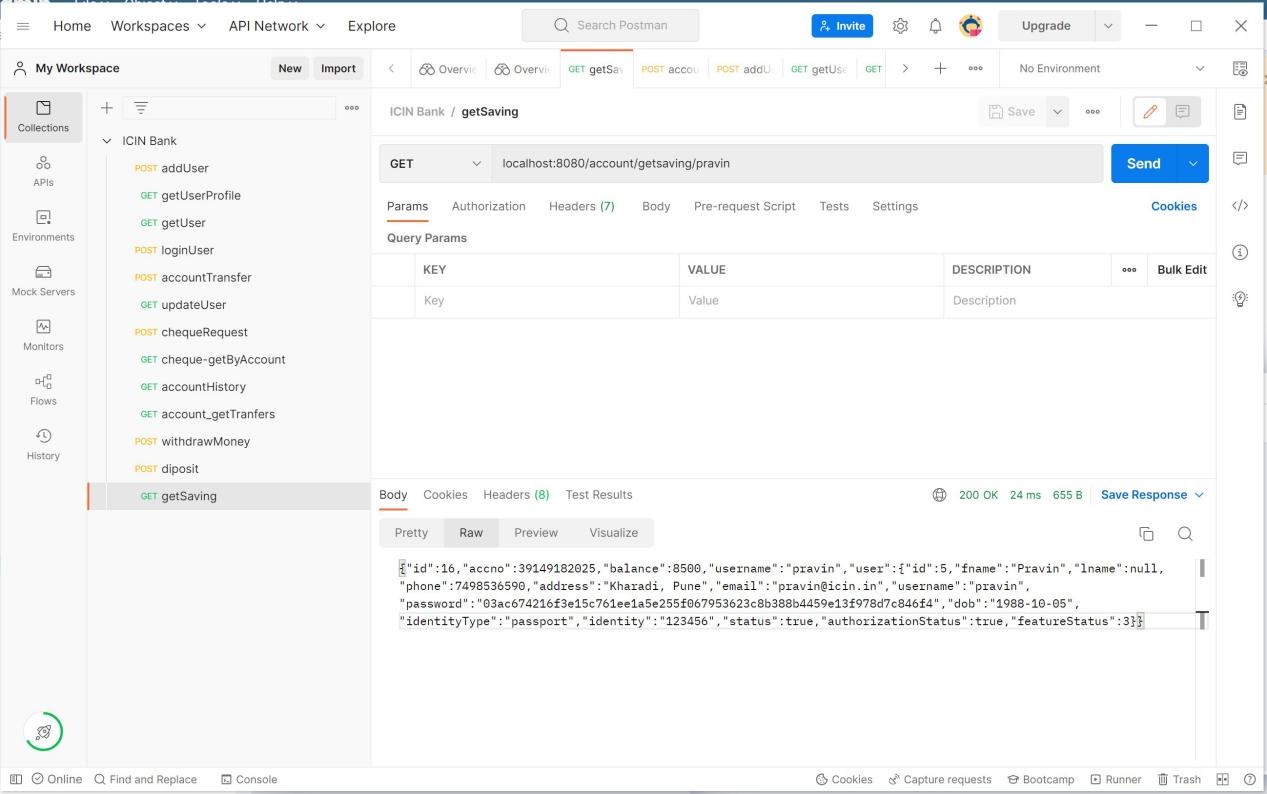 Home Workspaces API Network Explore Search Postman Invite Upgrade
My Workspace New Import Overvie Overvie GET getSav POST accou POST addU GET getUse GET No Environment
Collections
APIs
Environments
Mock Servers
Monitors
Flows
History
ICIN Bank
POST addUser
GET getUserProfile
GET getUser
POST loginUser
POST accountTransfer
GET updateUser
POST chequeRequest
GET cheque-getByAccount
GET accountHistory
GET account_getTranfers
POST withdrawMoney
POST diposit
GET getSaving
ICIN Bank / getSaving Save
GET localhost:8080/account/getsaving/pravin Send
Params Authorization Headers (7) Body Pre-request Script Tests Settings Cookies
Query Params
KEY VALUE DESCRIPTION Bulk Edit
Key Value Description
Body Cookies Headers (8) Test Results 200 OK 24 ms 655 B Save Response
Pretty Raw Preview Visualize
{"id":16,"accno":39149182025,"balance":8500,"username":"pravin","user":{"id":5,"fname":"Pravin","lname":null,
"phone":7498536590,"address":"Kharadi, Pune","email":"pravin@icin.in","username":"pravin",
"password":"03ac674216f3e15c761ee1a5e255f067953623c8b388b4459e13f978d7c846f4","dob":"1988-10-05",
"identityType":"passport","identity":"123456","status":true,"authorizationStatus":true,"featureStatus":3}}
Online Find and Replace Console Cookies Capture requests Bootcamp Runner Trash